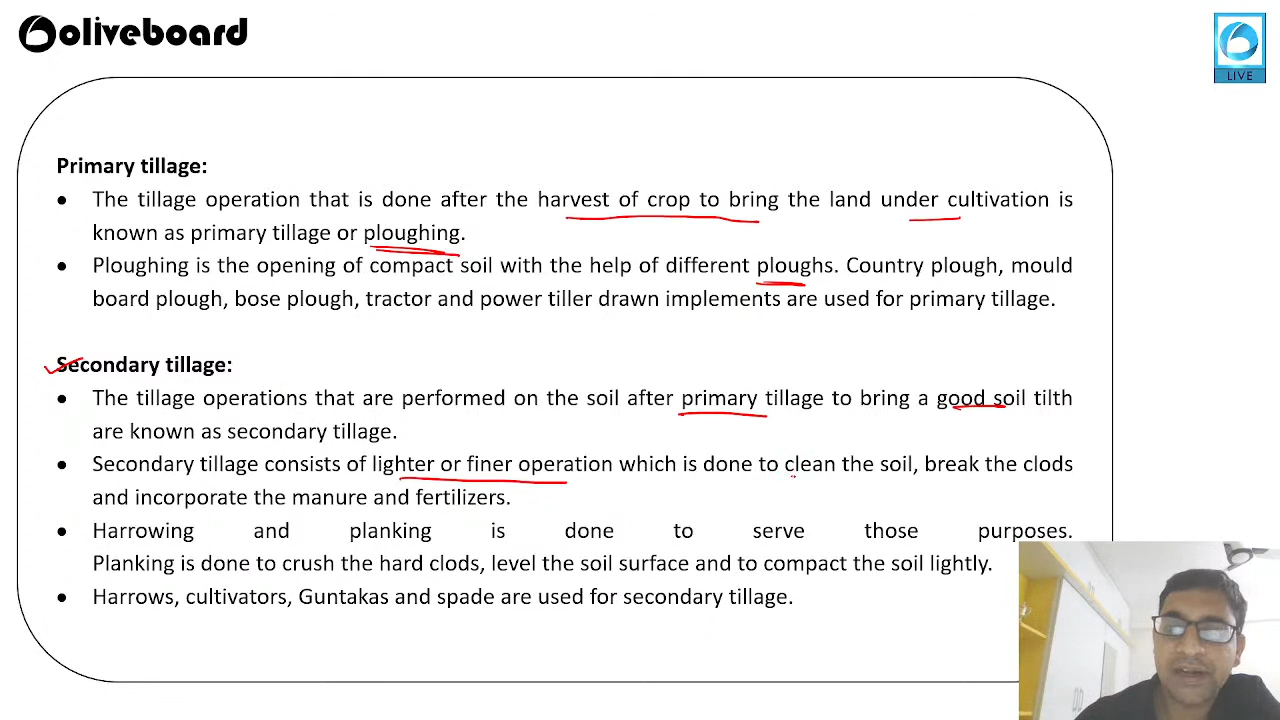 oliveboard
LIVE
Primary tillage:
• The tillage operation that is done after the harvest of crop to bring the land under cultivation is
known as primary tillage or ploughing.
• Ploughing is the opening of compact soil with the help of different ploughs. Country plough, mould
board plough, bose plough, tractor and power tiller drawn implements are used for primary tillage.
Secondary tillage:
• The tillage operations that are performed on the soil after primary tillage to bring a good soil tilth
are known as secondary tillage.
• Secondary tillage consists of lighter or finer operation which is done to clean the soil, break the clods
and incorporate the manure and fertilizers.
• Harrowing and planking is done to serve those purposes.
Planking is done to crush the hard clods, level the soil surface and to compact the soil lightly.
• Harrows, cultivators, Guntakas and spade are used for secondary tillage.